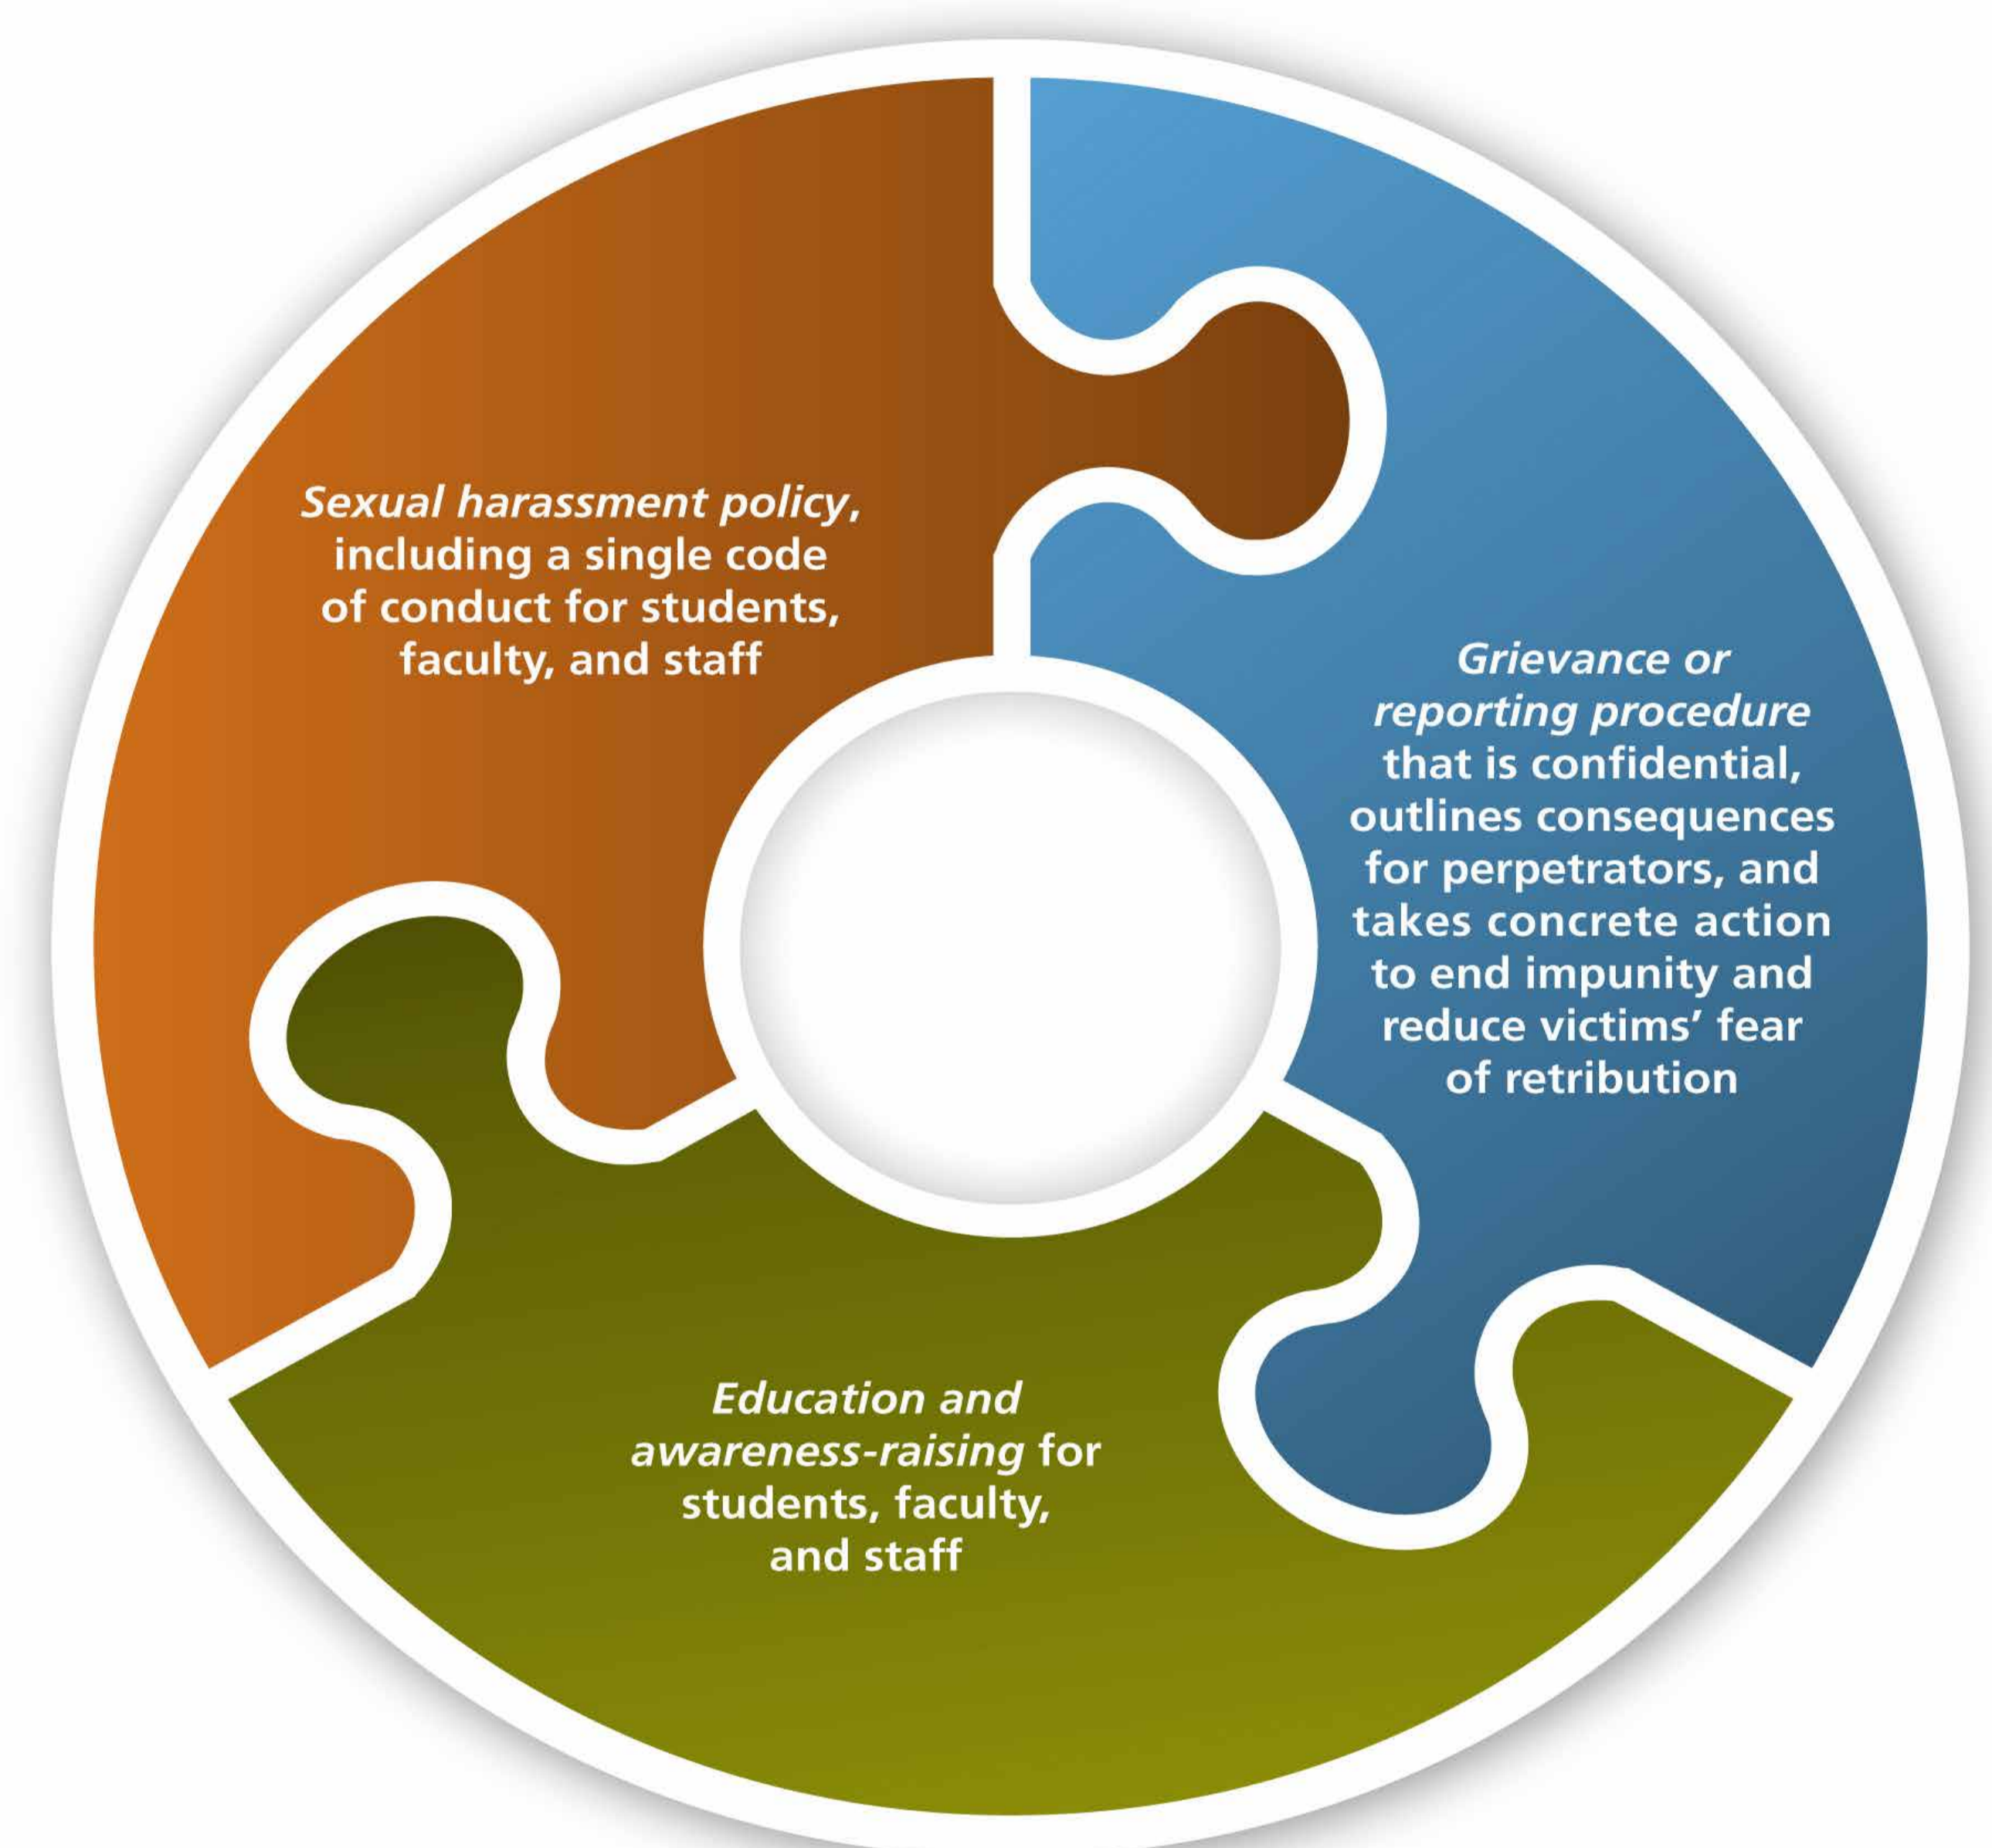 Sexual harassment policy,
including a single code
of conduct for students,
faculty, and staff
Grievance or
reporting procedure
that is confidential,
outlines consequences
for perpetrators, and
takes concrete action
to end impunity and
reduce victims’ fear
of retribution
Education and
awareness-raising for
students, faculty,
and staff